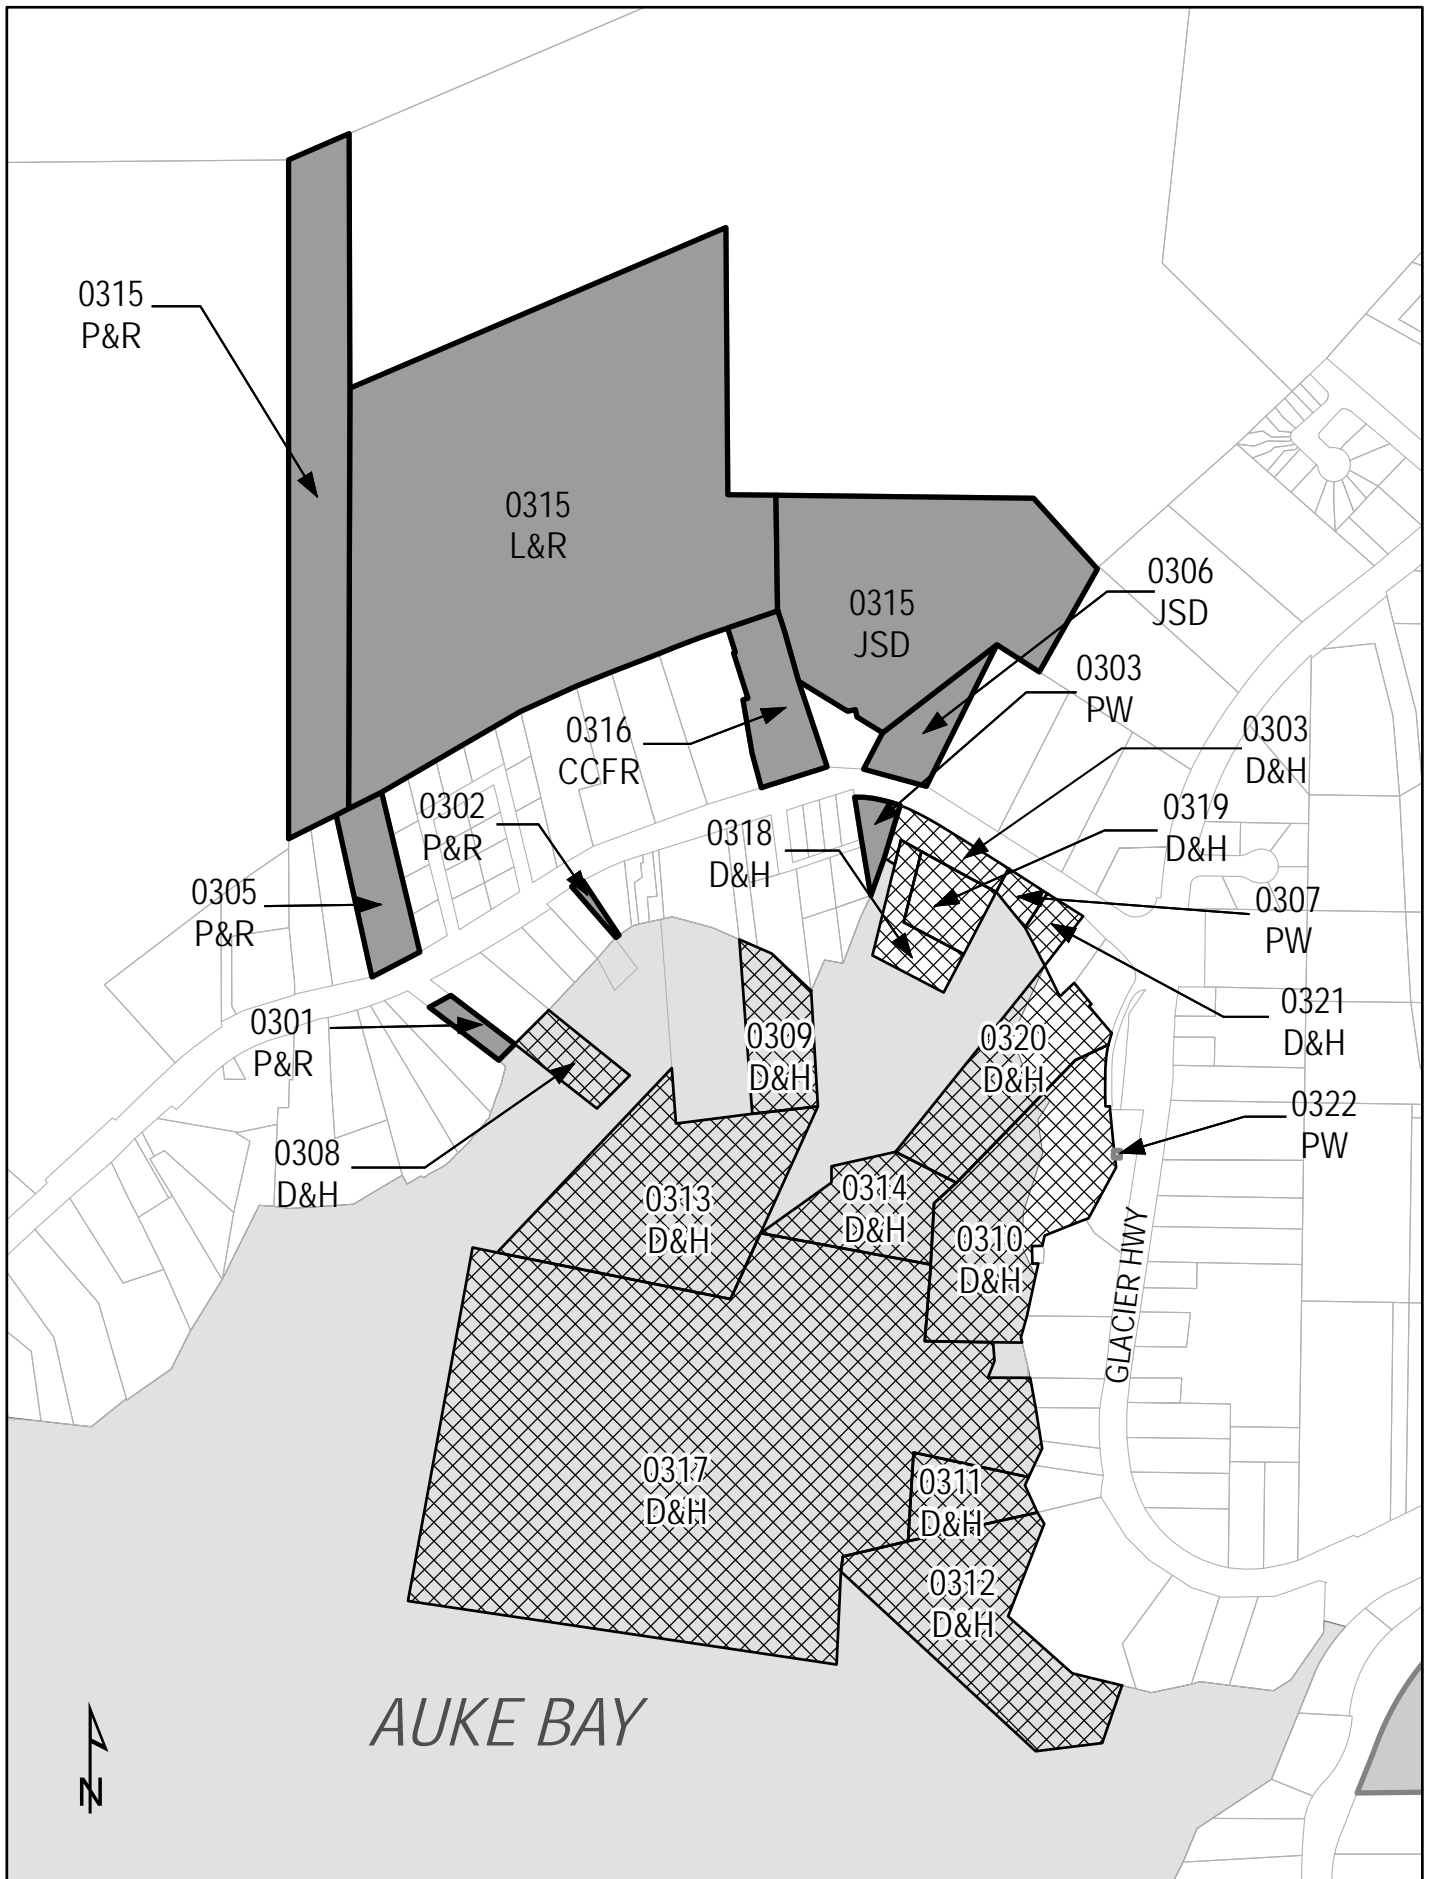 0315
P&R
0315
L&R
0315
JSD
0306
JSD
0303
PW
0303
D&H
0316
CCFR
0302
P&R
0318
D&H
0319
D&H
0305
P&R
0307
PW
0301
P&R
0309
D&H
0320
D&H
0321
D&H
0322
PW
0308
D&H
0313
D&H
0314
D&H
0310
D&H
GLACIER HWY
0317
D&H
0311
D&H
0312
D&H
AUKE BAY
N